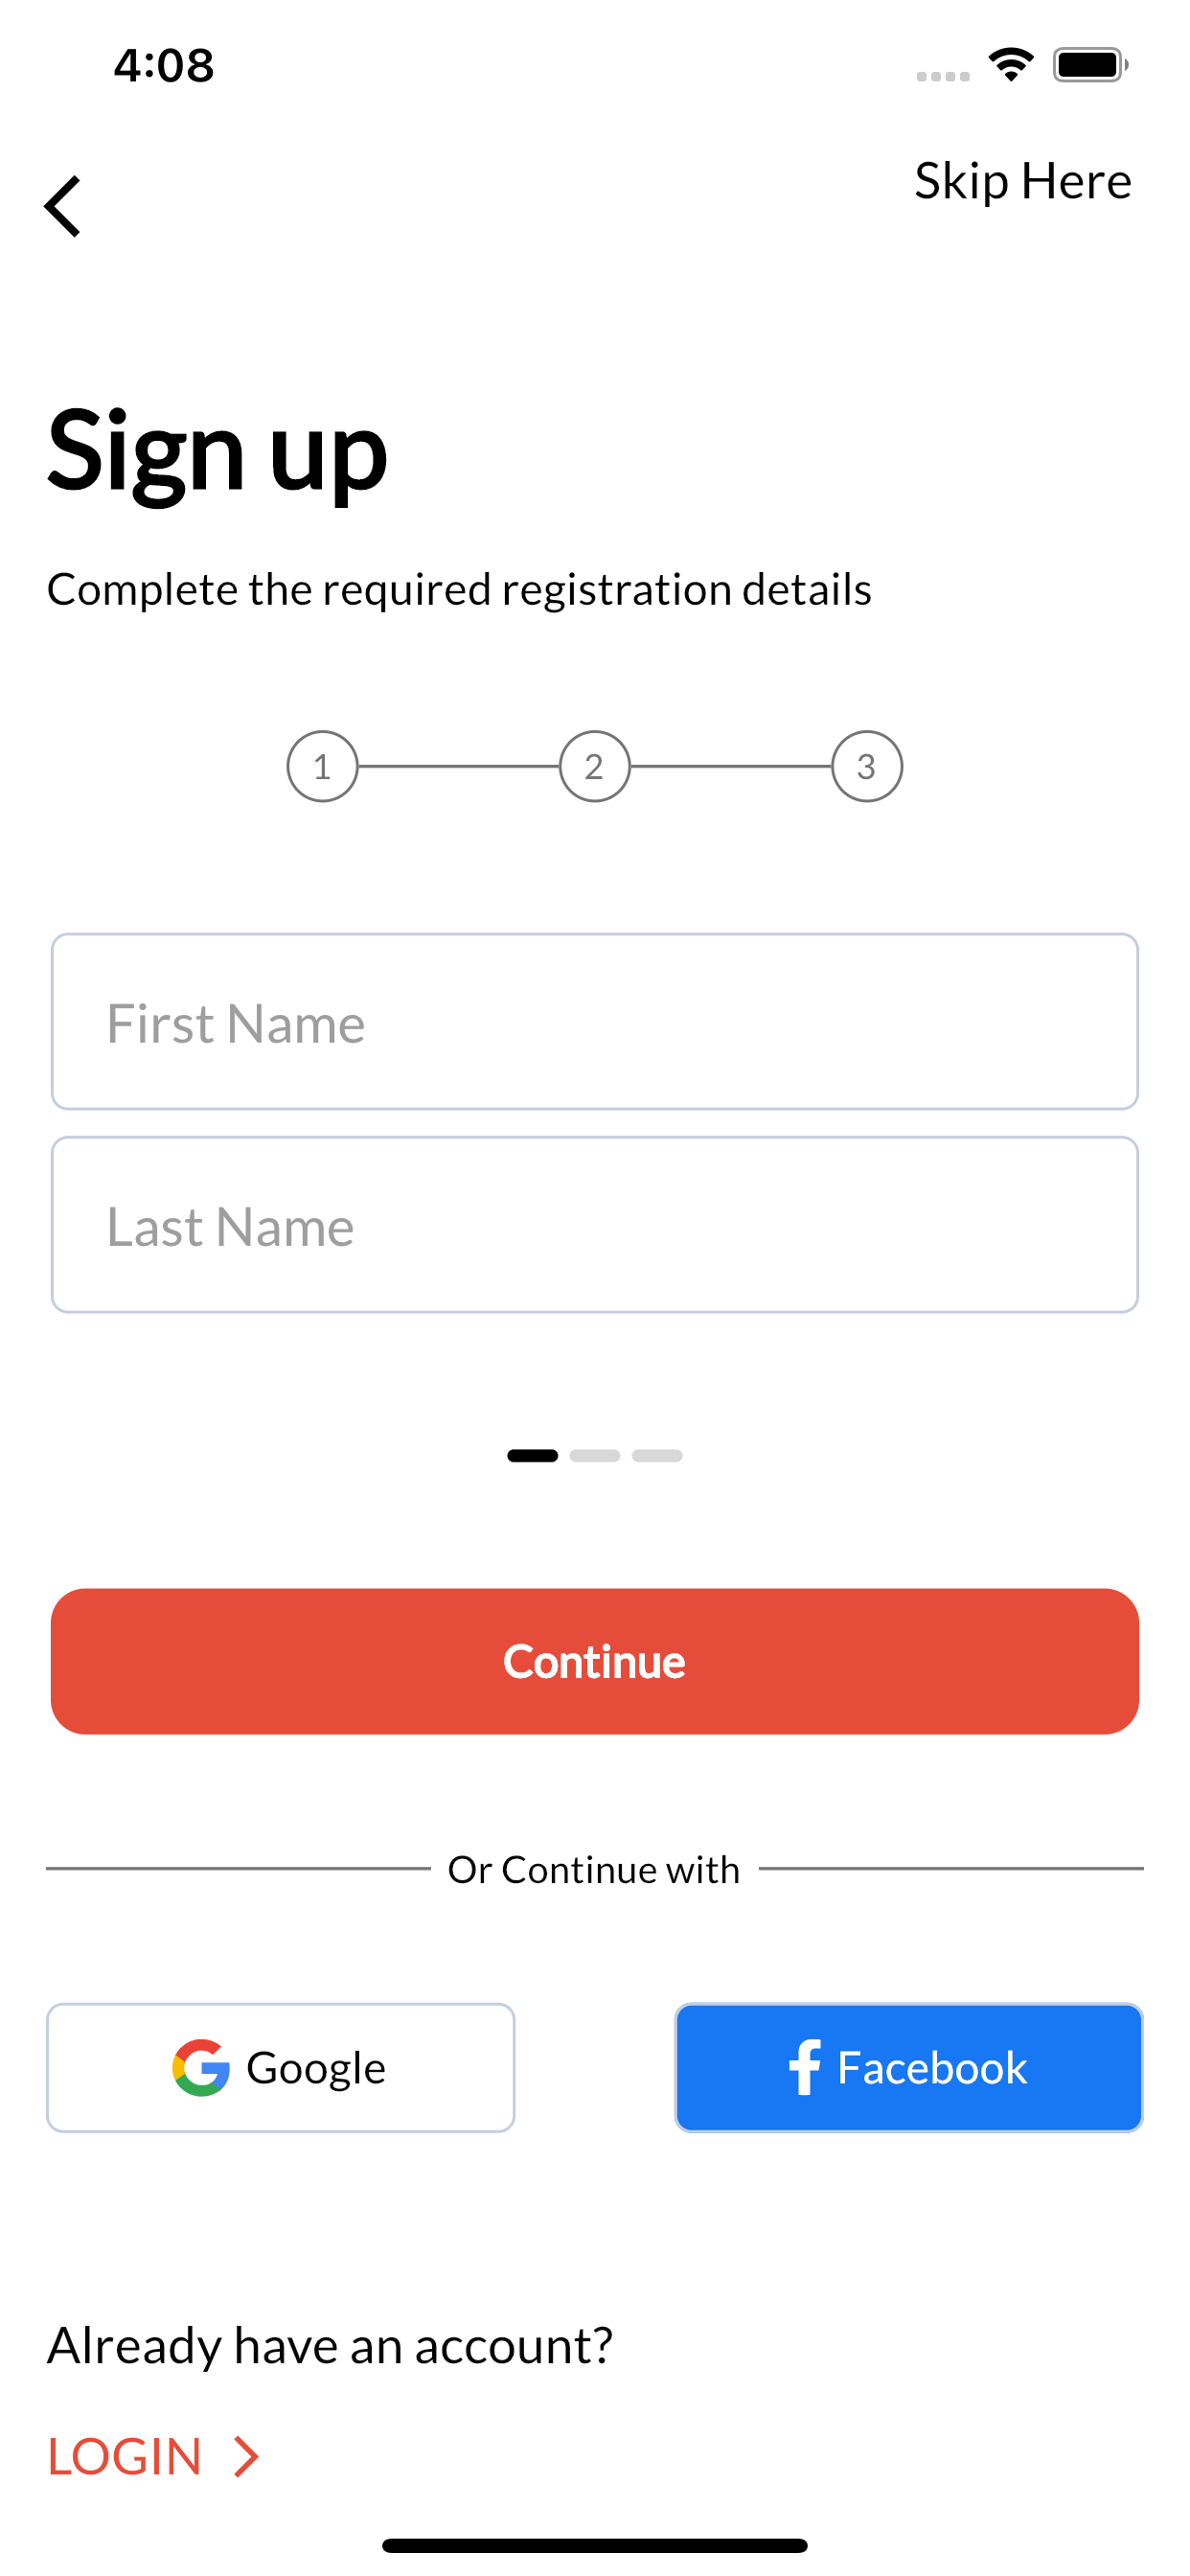 4:08
Skip Here
Sign up
Complete the required registration details
1 2 3
First Name
Last Name
Continue
Or Continue with
Google
Facebook
Already have an account?
LOGIN